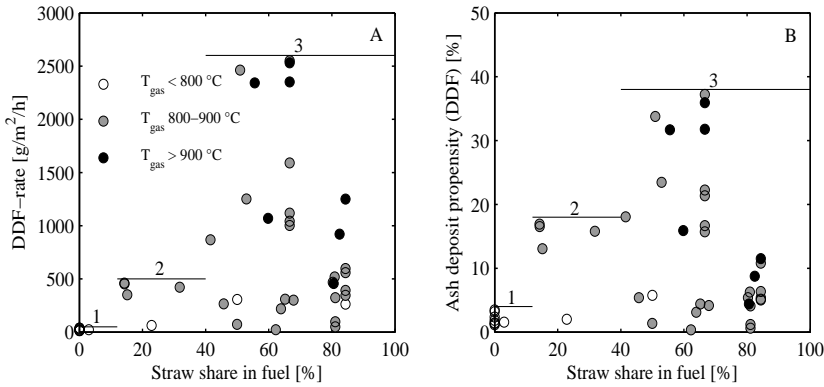 A
3
T_gas < 800 °C
T_gas 800–900 °C
T_gas > 900 °C
2
1
DDF−rate [g/m²/h]
3000
2500
2000
1500
1000
500
0
0 20 40 60 80 100
Straw share in fuel [%]
B
3
2
1
Ash deposit propensity (DDF) [%]
50
40
30
20
10
0
0 20 40 60 80 100
Straw share in fuel [%]